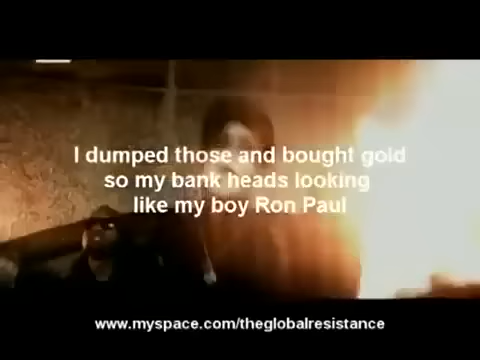 I dumped those and bought gold
so my bank heads looking
like my boy Ron Paul
www.myspace.com/theglobalresistance